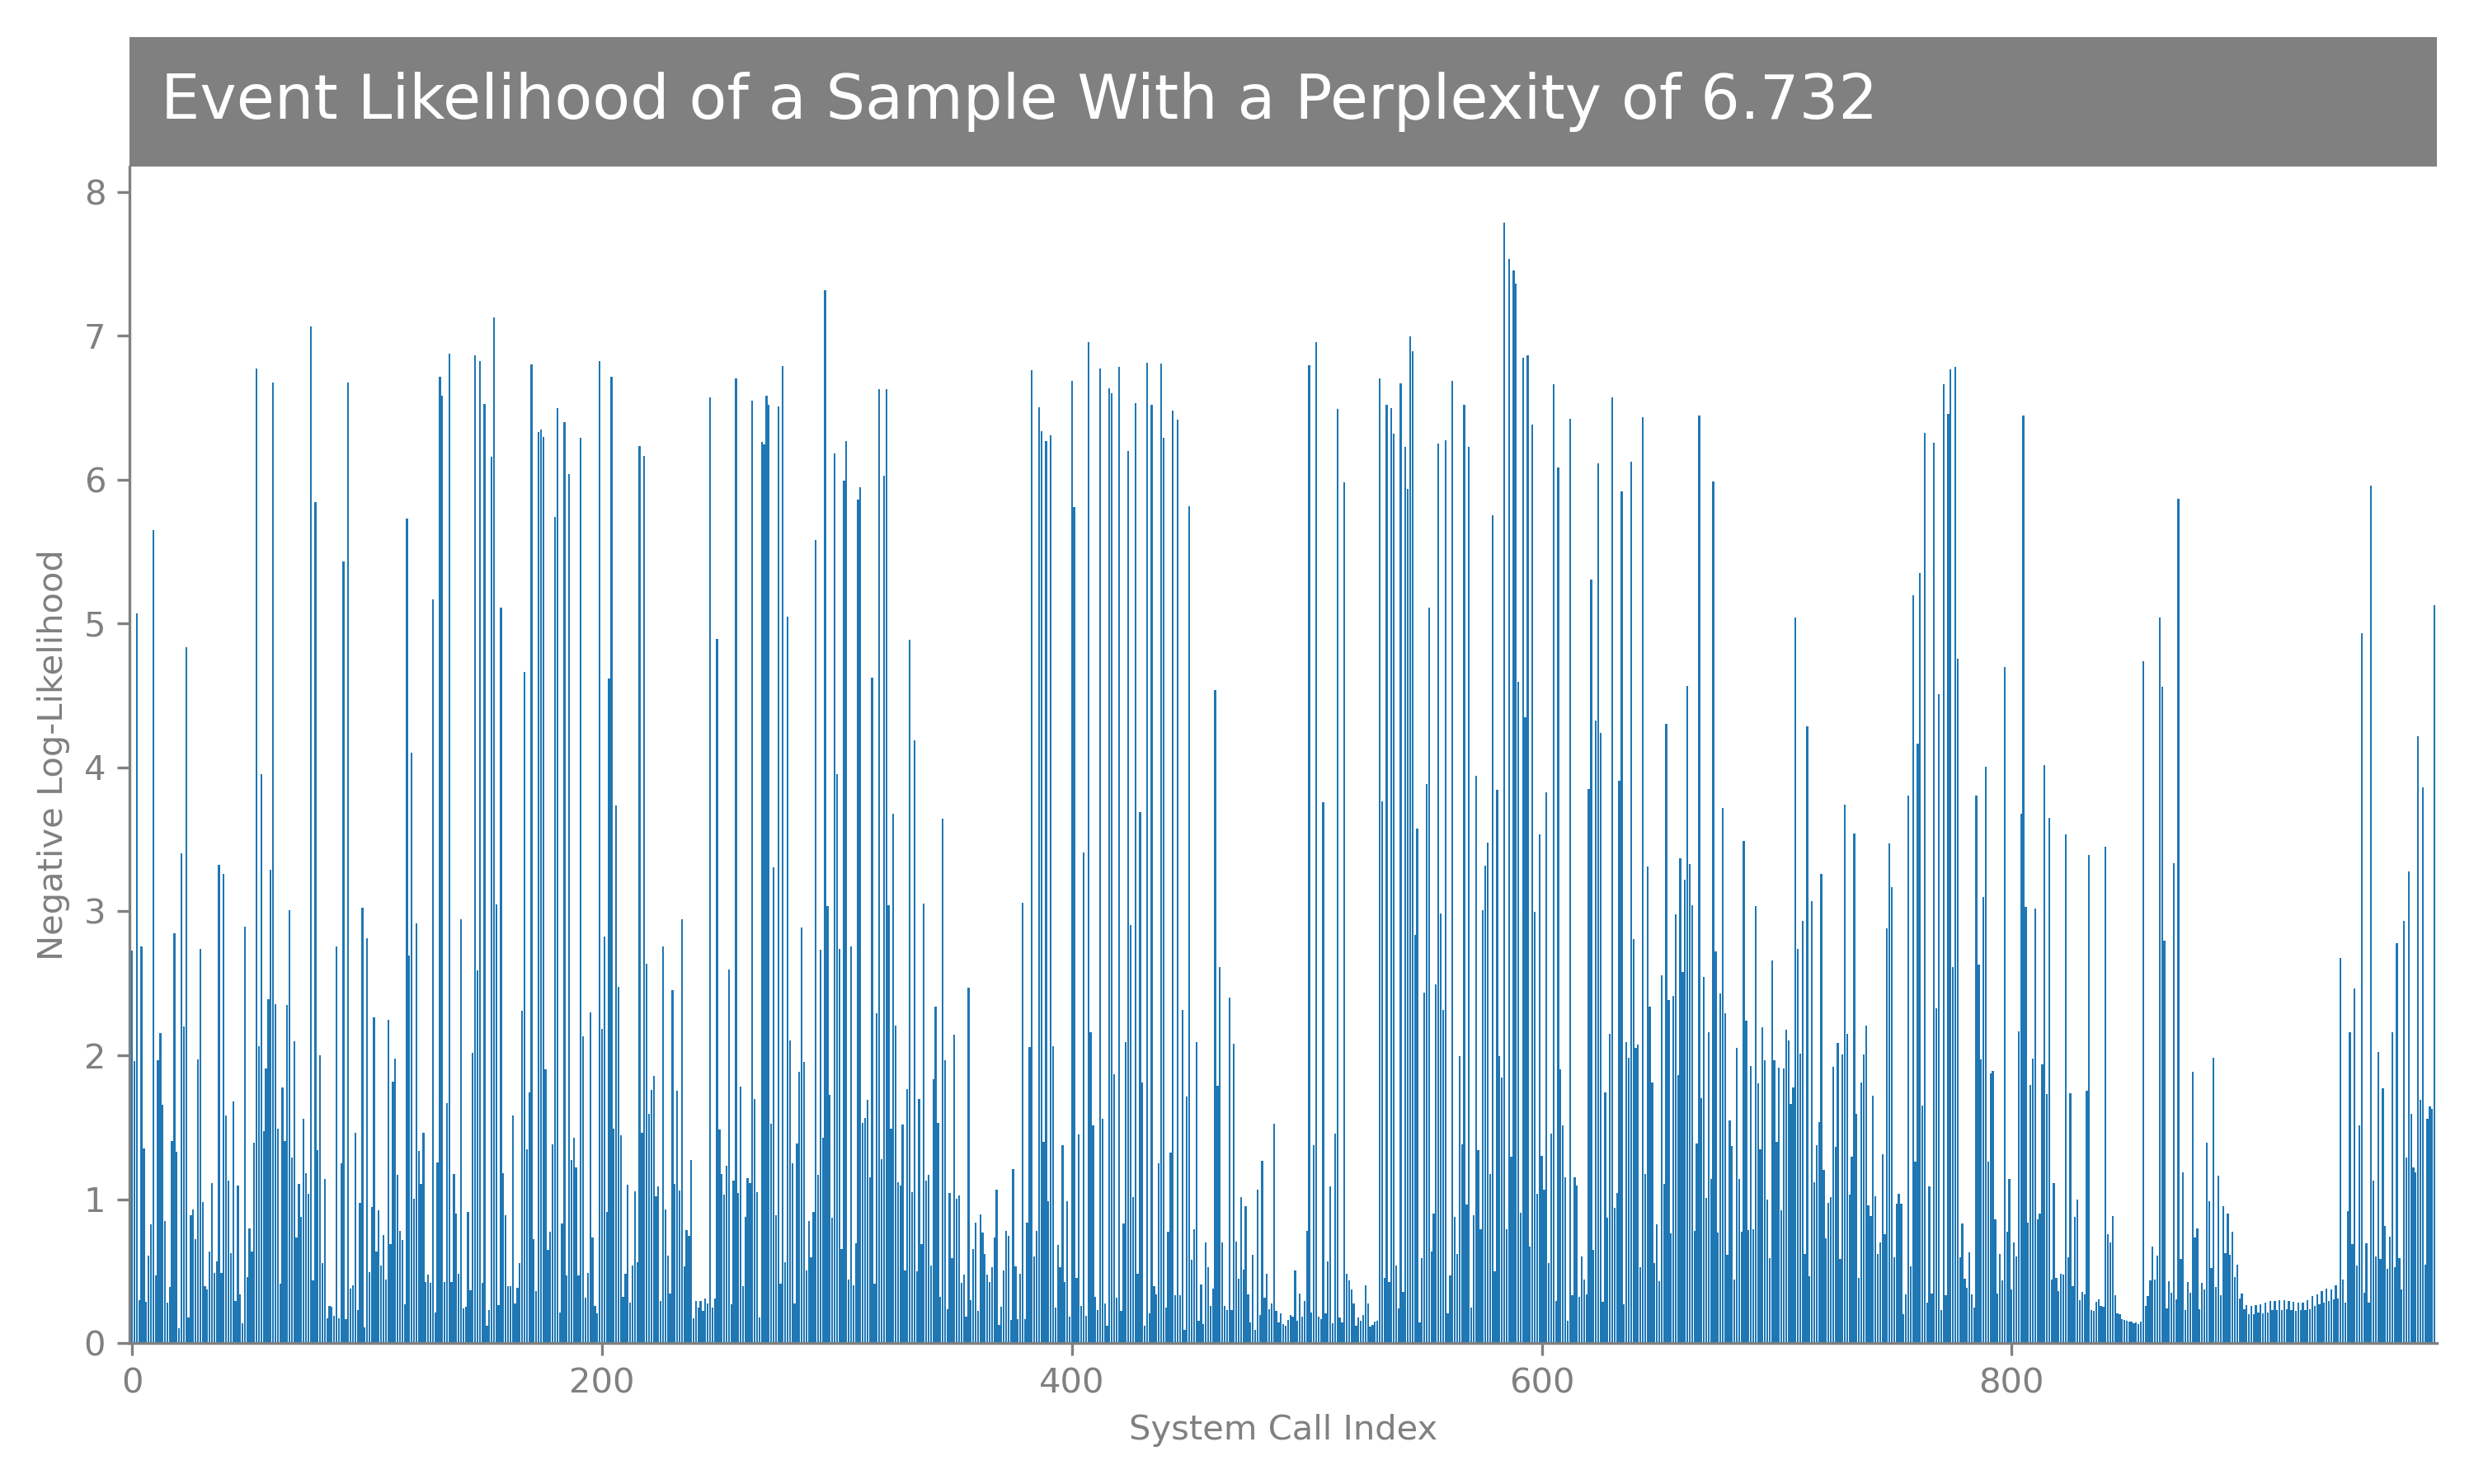 Event Likelihood of a Sample With a Perplexity of 6.732
8
7
6
5
4
3
2
1
0
Negative Log-Likelihood
0 200 400 600 800
System Call Index